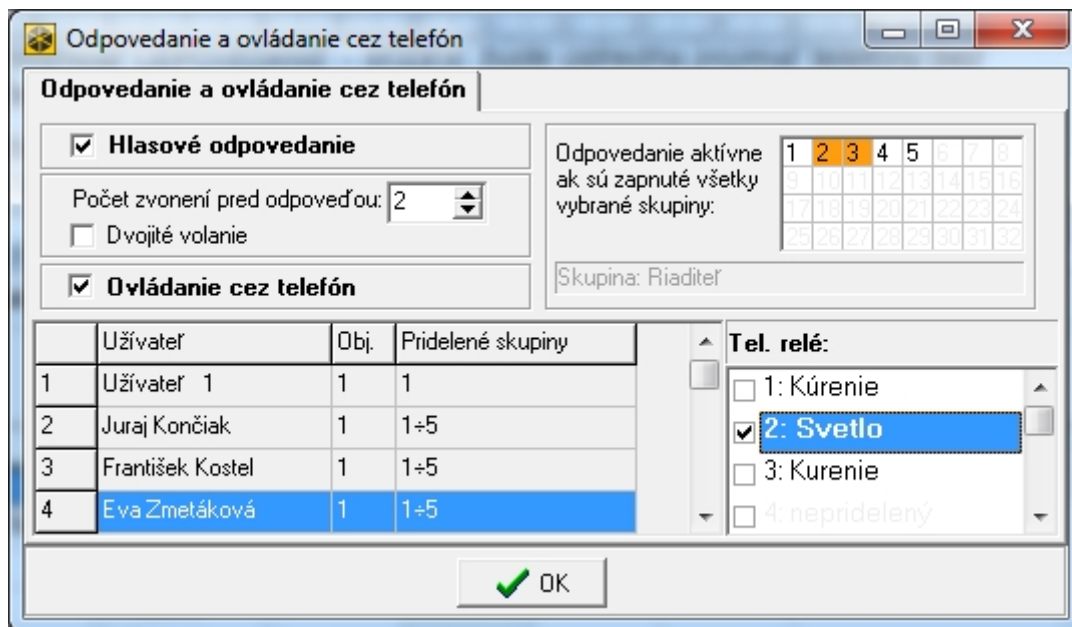 Odpovedanie a ovládanie cez telefón
Odpovedanie a ovládanie cez telefón
Hlasové odpovedanie
Počet zvonení pred odpoveďou: 2
Dvojité volanie
Ovládanie cez telefón
Odpovedanie aktívne
ak sú zapnuté všetky
vybrané skupiny:
1 2 3 4 5 6 7 8
9 10 11 12 13 14 15 16
17 18 19 20 21 22 23 24
25 26 27 28 29 30 31 32
Skupina: Riaditeľ
Užívateľ Obj. Pridelené skupiny
1 Užívateľ 1 1 1
2 Juraj Končiak 1 1÷5
3 František Kostel 1 1÷5
4 Eva Zmetáková 1 1÷5
Tel. relé:
1: Kúrenie
2: Svetlo
3: Kurenie
4: nepridelený
OK